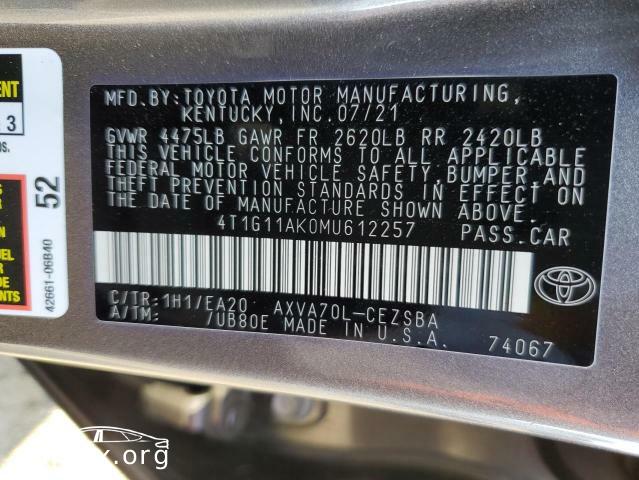 MFD.BY:TOYOTA MOTOR MANUFACTURING,
KENTUCKY, INC.07/21
GVWR 4475LB GAWR FR 2620LB RR 2420LB
THIS VEHICLE CONFORMS TO ALL APPLICABLE
FEDERAL MOTOR VEHICLE SAFETY,BUMPER AND
THEFT PREVENTION STANDARDS IN EFFECT ON
THE DATE OF MANUFACTURE SHOWN ABOVE.
4T1G11AK0MU612257 PASS.CAR
C/TR:1H1/EA20 AXVA70L-CEZSBA
A/TM: /UB80E MADE IN U.S.A. 74067
TOYOTA
52
42661-06B40
3
.org